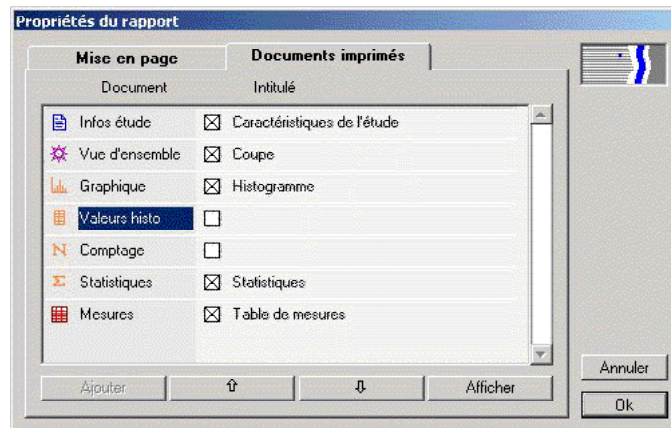 Propriétés du rapport
Mise en page Documents imprimés
Document Intitulé
Infos étude Caractéristiques de l'étude
Vue d'ensemble Coupe
Graphique Histogramme
Valeurs histo
Comptage
Statistiques Statistiques
Mesures Table de mesures
Ajouter Afficher
Annuler
Ok